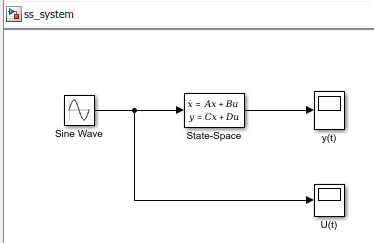 ss_system
ẋ = Ax + Bu
y = Cx + Du
Sine Wave
State-Space
y(t)
U(t)